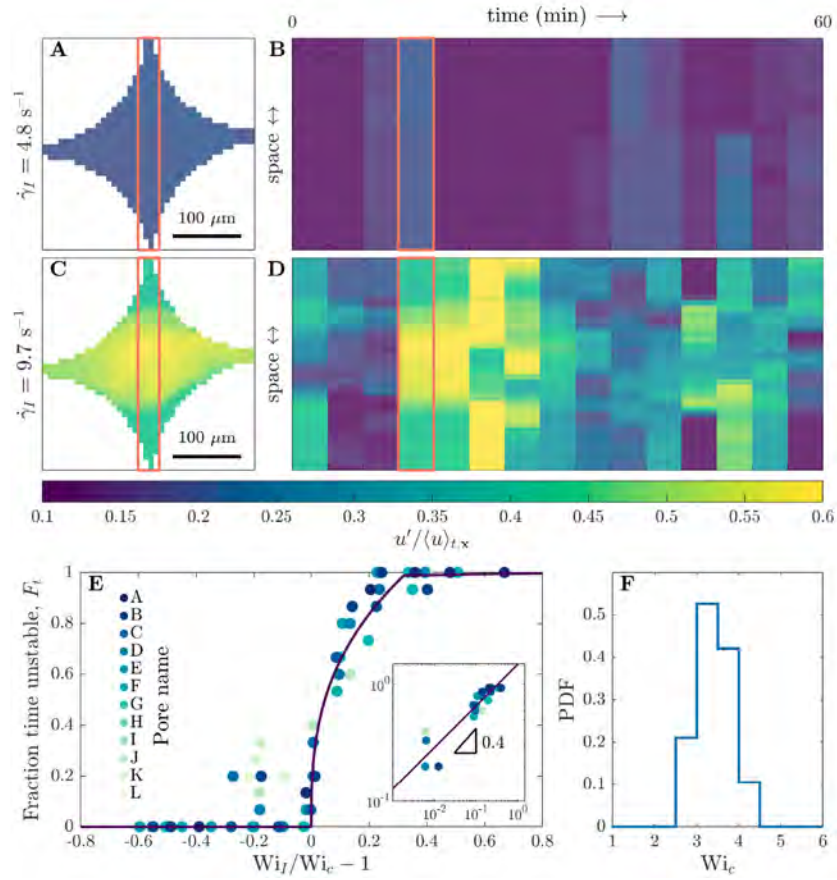 time (min) →
0
60
A
B
γ̇_I = 4.8 s⁻¹
100 μm
space ↔
C
D
γ̇_I = 9.7 s⁻¹
100 μm
space ↔
0.1 0.15 0.2 0.25 0.3 0.35 0.4 0.45 0.5 0.55 0.6
u′/⟨u⟩_{t,x}
E
Fraction time unstable, F_t
1
0.8
0.6
0.4
0.2
0
A
B
C
D
E
F
G
H
I
J
K
L
Pore name
10⁰
10⁻¹
10⁻² 10⁻¹ 10⁰
0.4
-0.8 -0.6 -0.4 -0.2 0 0.2 0.4 0.6 0.8
Wi_I/Wi_c − 1
F
PDF
0.5
0.4
0.3
0.2
0.1
0
1 2 3 4 5 6
Wi_c